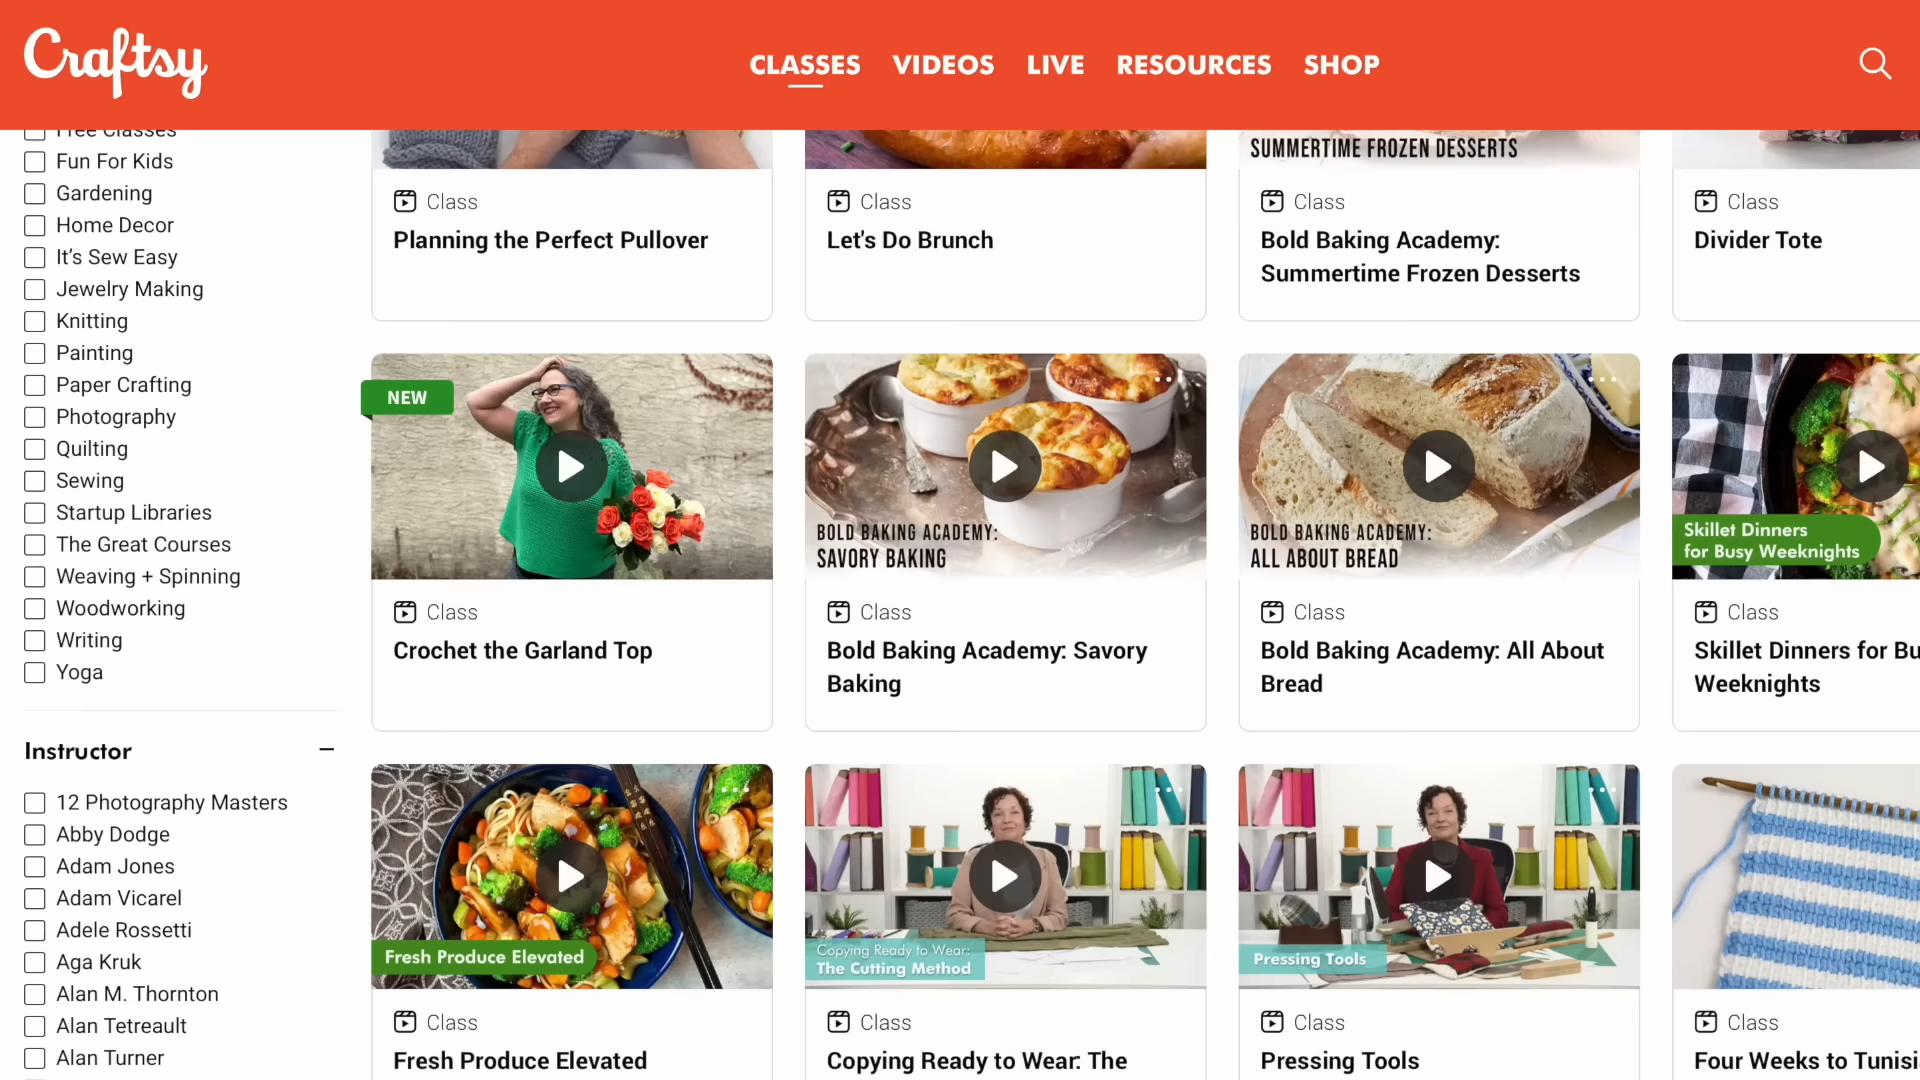 Craftsy
CLASSES VIDEOS LIVE RESOURCES SHOP
Free Classes
Fun For Kids
Gardening
Home Decor
It's Sew Easy
Jewelry Making
Knitting
Painting
Paper Crafting
Photography
Quilting
Sewing
Startup Libraries
The Great Courses
Weaving + Spinning
Woodworking
Writing
Yoga
Instructor
12 Photography Masters
Abby Dodge
Adam Jones
Adam Vicarel
Adele Rossetti
Aga Kruk
Alan M. Thornton
Alan Tetreault
Alan Turner
Class
Planning the Perfect Pullover
Class
Let's Do Brunch
SUMMERTIME FROZEN DESSERTS
Class
Bold Baking Academy:
Summertime Frozen Desserts
Class
Divider Tote
NEW
Class
Crochet the Garland Top
BOLD BAKING ACADEMY:
SAVORY BAKING
Class
Bold Baking Academy: Savory
Baking
BOLD BAKING ACADEMY:
ALL ABOUT BREAD
Class
Bold Baking Academy: All About
Bread
Skillet Dinners
for Busy Weeknights
Class
Skillet Dinners for Bu
Weeknights
Fresh Produce Elevated
Class
Fresh Produce Elevated
Copying Ready to Wear:
The Cutting Method
Class
Copying Ready to Wear: The
Pressing Tools
Class
Pressing Tools
Class
Four Weeks to Tunisi